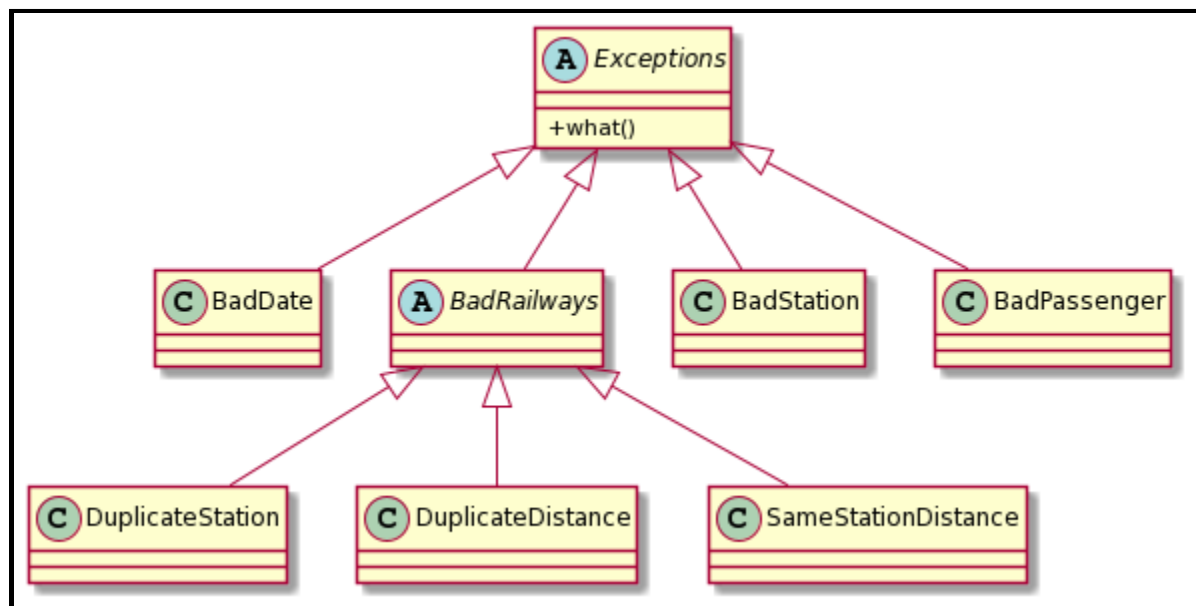 A Exceptions
+what()
C BadDate
A BadRailways
C BadStation
C BadPassenger
C DuplicateStation
C DuplicateDistance
C SameStationDistance